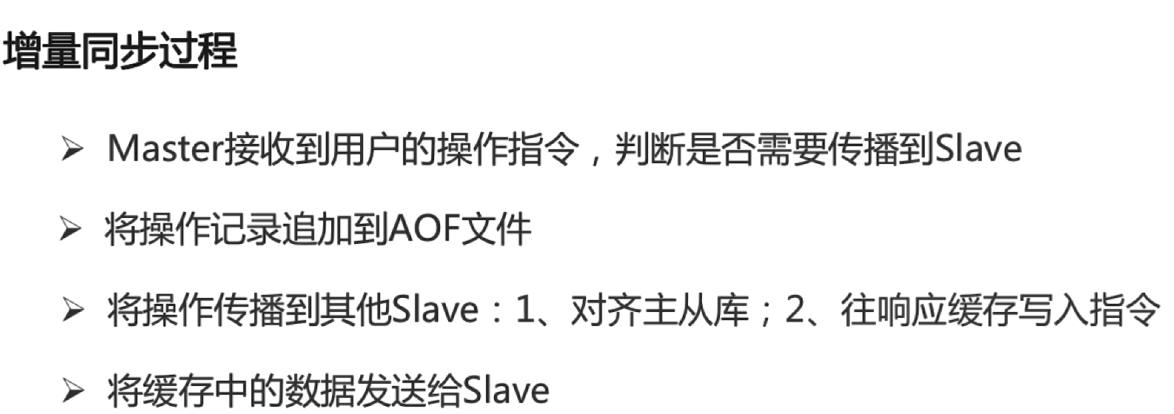 增量同步过程
➢ Master接收到用户的操作指令，判断是否需要传播到Slave
➢ 将操作记录追加到AOF文件
➢ 将操作传播到其他Slave：1、对齐主从库；2、往响应缓存写入指令
➢ 将缓存中的数据发送给Slave